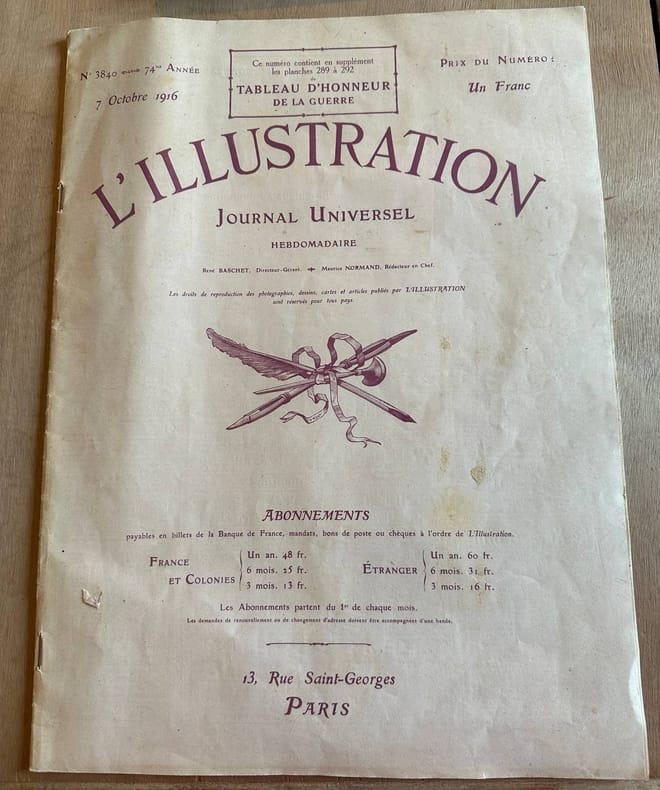 N° 3840 74me ANNÉE
7 Octobre 1916
Ce numéro contient en supplément
les planches 289 à 292
du
TABLEAU D'HONNEUR
DE LA GUERRE
PRIX DU NUMÉRO :
Un Franc
L'ILLUSTRATION
JOURNAL UNIVERSEL
HEBDOMADAIRE
René BASCHET, Directeur-Gérant. Maurice NORMAND, Rédacteur en Chef.
Les droits de reproduction des photographies, dessins, cartes et articles publiés par L'ILLUSTRATION
sont réservés pour tous pays.
ABONNEMENTS
payables en billets de la Banque de France, mandats, bons de poste ou chèques à l'ordre de L'Illustration.
FRANCE
ET COLONIES
Un an. 48 fr.
6 mois. 25 fr.
3 mois. 13 fr.
ÉTRANGER
Un an. 60 fr.
6 mois. 31 fr.
3 mois. 16 fr.
Les Abonnements partent du 1er de chaque mois.
Les demandes de renouvellement ou de changement d'adresse doivent être accompagnées d'une bande.
13, Rue Saint-Georges
PARIS